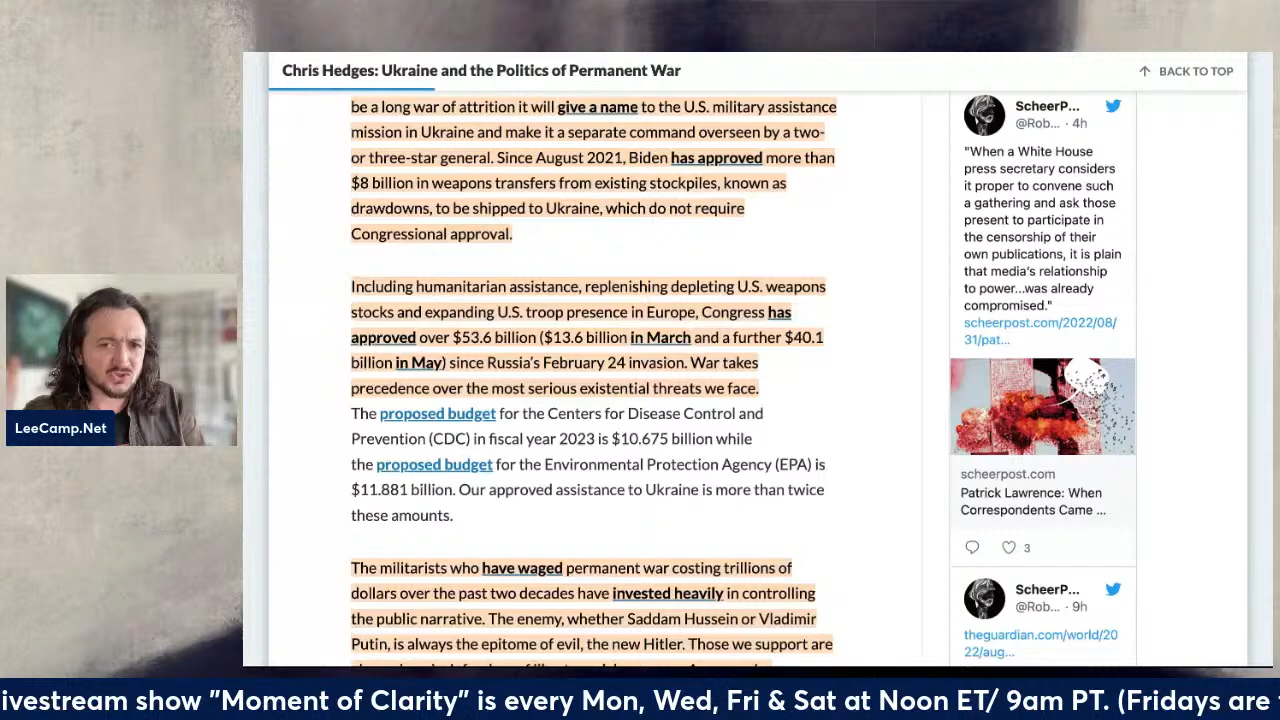 Chris Hedges: Ukraine and the Politics of Permanent War
BACK TO TOP
be a long war of attrition it will give a name to the U.S. military assistance
mission in Ukraine and make it a separate command overseen by a two-
or three-star general. Since August 2021, Biden has approved more than
$8 billion in weapons transfers from existing stockpiles, known as
drawdowns, to be shipped to Ukraine, which do not require
Congressional approval.
Including humanitarian assistance, replenishing depleting U.S. weapons
stocks and expanding U.S. troop presence in Europe, Congress has
approved over $53.6 billion ($13.6 billion in March and a further $40.1
billion in May) since Russia’s February 24 invasion. War takes
precedence over the most serious existential threats we face.
The proposed budget for the Centers for Disease Control and
Prevention (CDC) in fiscal year 2023 is $10.675 billion while
the proposed budget for the Environmental Protection Agency (EPA) is
$11.881 billion. Our approved assistance to Ukraine is more than twice
these amounts.
The militarists who have waged permanent war costing trillions of
dollars over the past two decades have invested heavily in controlling
the public narrative. The enemy, whether Saddam Hussein or Vladimir
Putin, is always the epitome of evil, the new Hitler. Those we support are
ScheerP...
@Rob... · 4h
"When a White House
press secretary considers
it proper to convene such
a gathering and ask those
present to participate in
the censorship of their
own publications, it is plain
that media's relationship
to power...was already
compromised."
scheerpost.com/2022/08/
31/pat...
scheerpost.com
Patrick Lawrence: When
Correspondents Came ...
3
ScheerP...
@Rob... · 9h
theguardian.com/world/20
22/aug...
LeeCamp.Net
ivestream show "Moment of Clarity" is every Mon, Wed, Fri & Sat at Noon ET/ 9am PT. (Fridays are